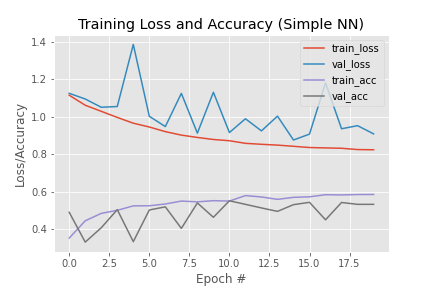 Training Loss and Accuracy (Simple NN)
Loss/Accuracy
1.4
1.2
1.0
0.8
0.6
0.4
train_loss
val_loss
train_acc
val_acc
0.0 2.5 5.0 7.5 10.0 12.5 15.0 17.5
Epoch #